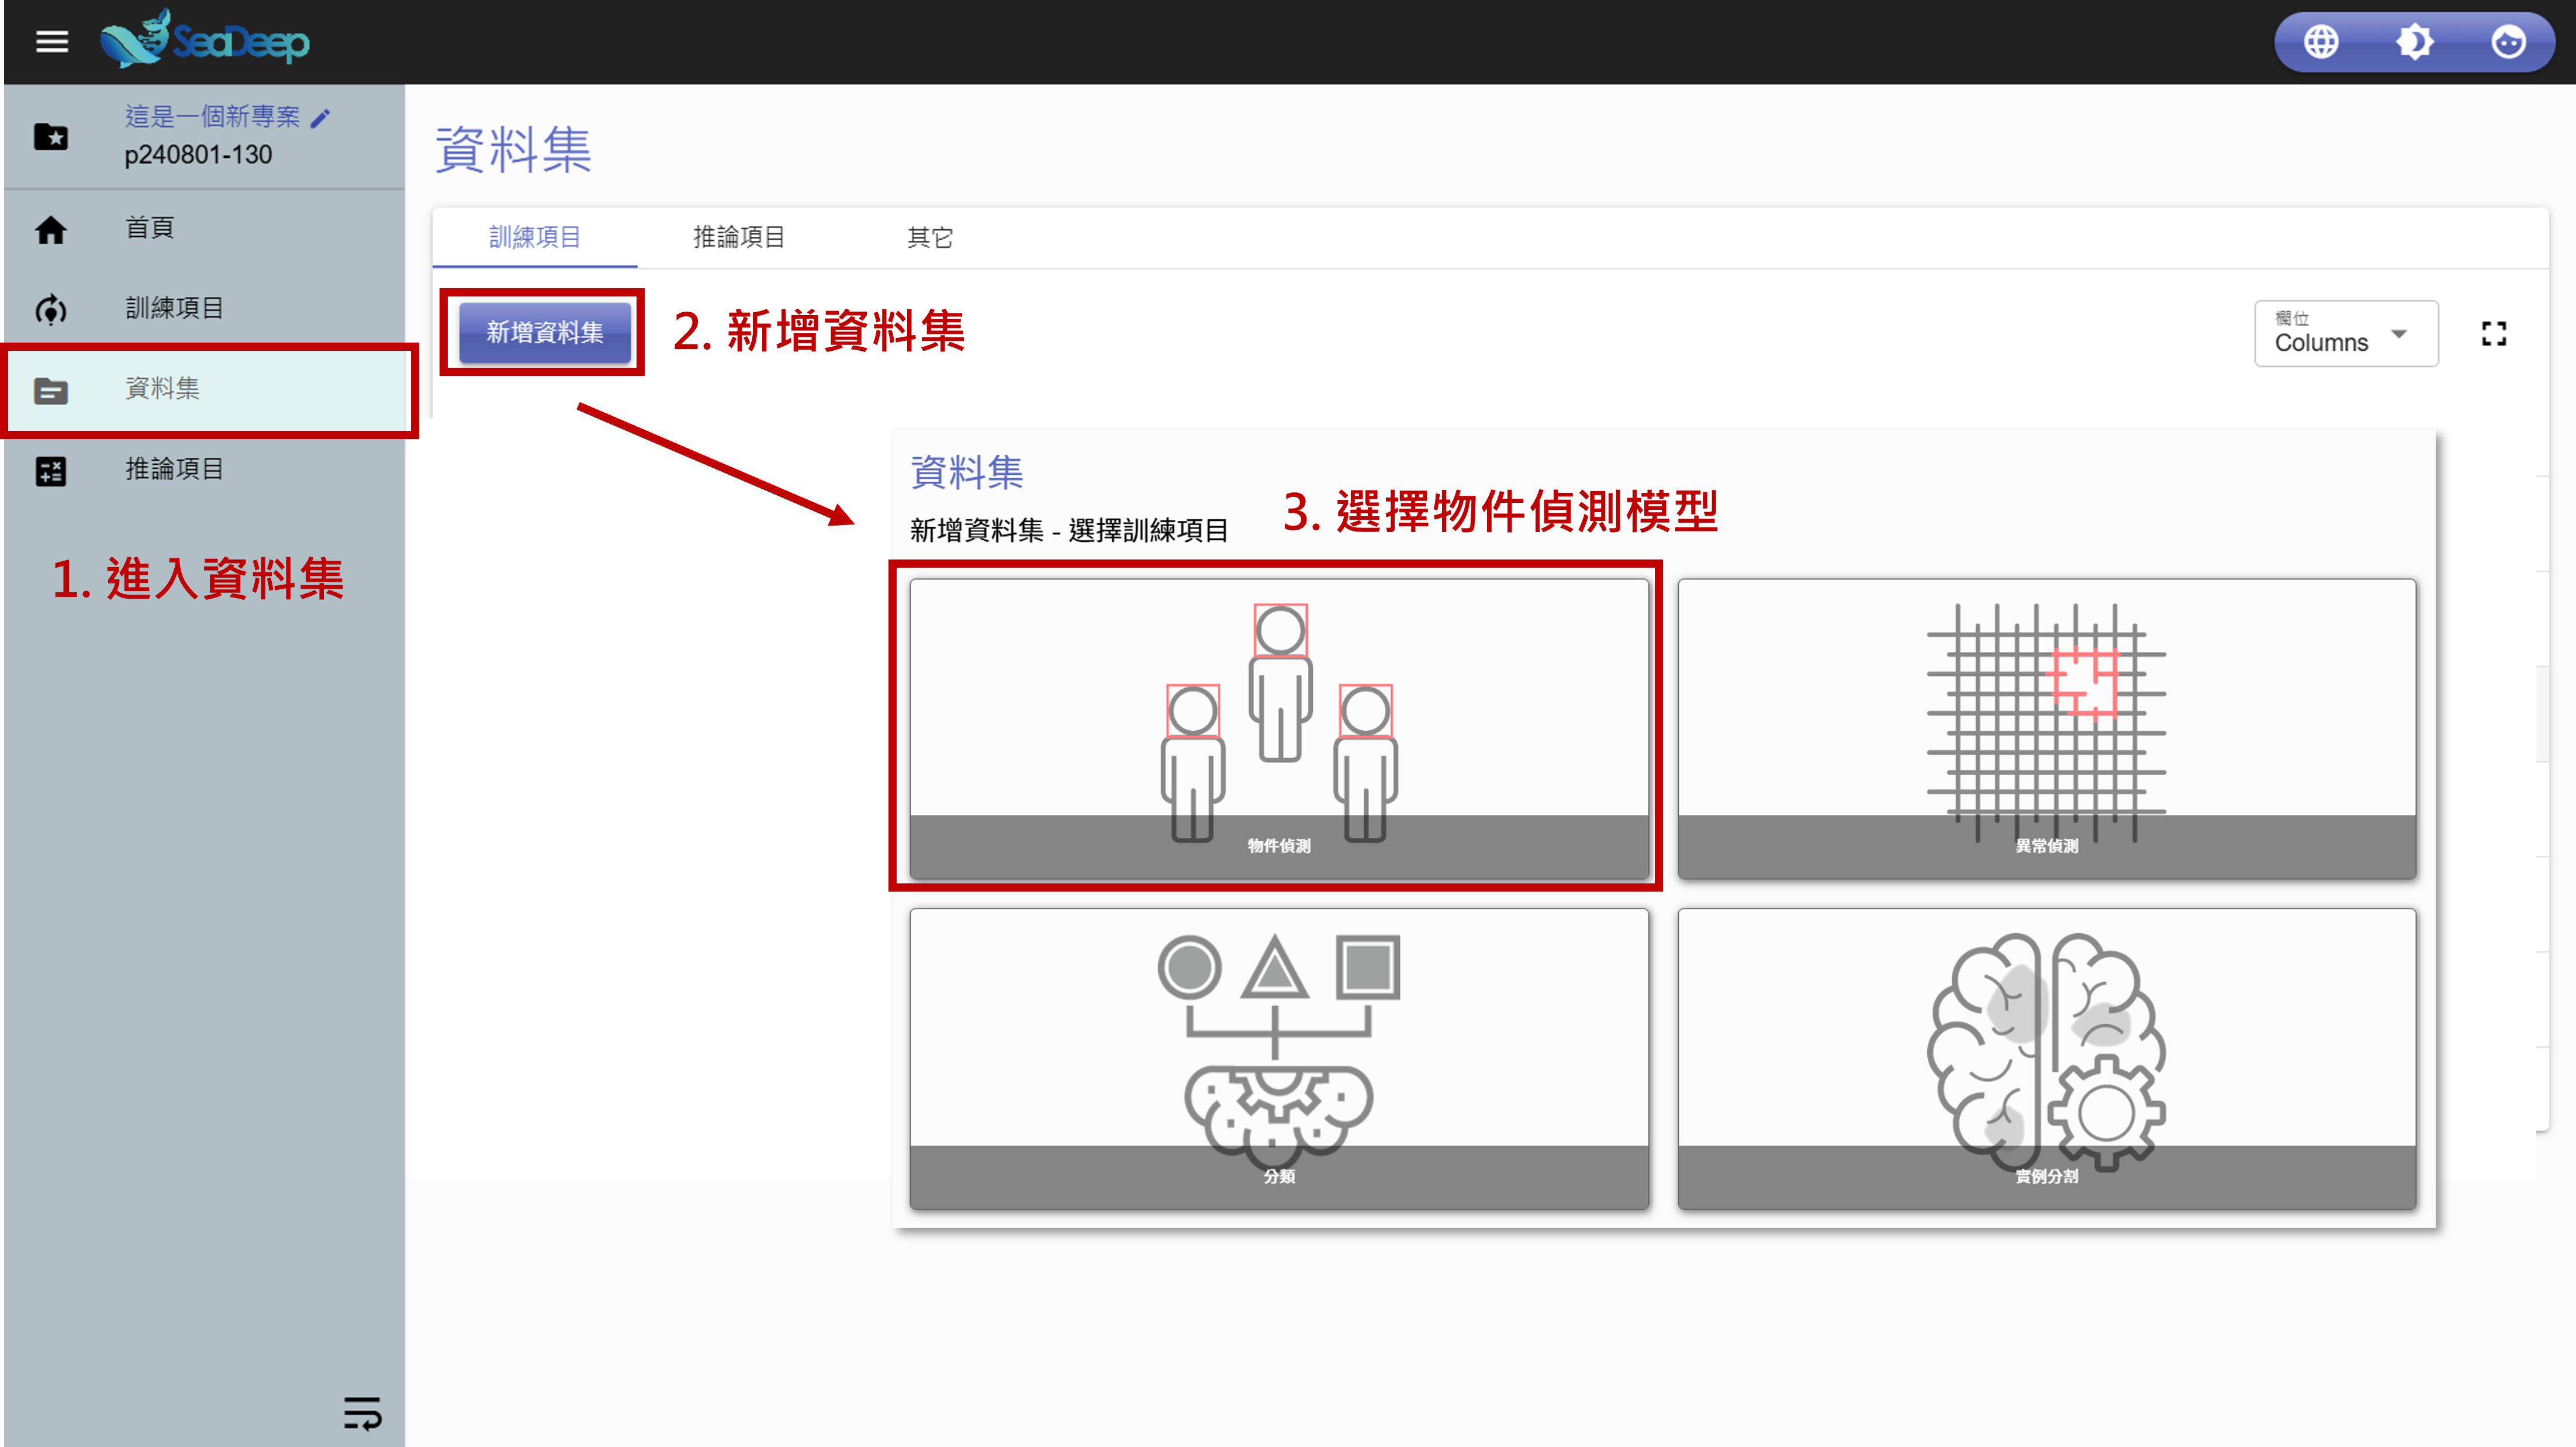 SeaDeep
這是一個新專案
p240801-130
首頁
訓練項目
資料集
推論項目
1. 進入資料集
資料集
訓練項目 推論項目 其它
新增資料集
2. 新增資料集
欄位
Columns
資料集
新增資料集 - 選擇訓練項目
3. 選擇物件偵測模型
物件偵測
異常偵測
分類
實例分割